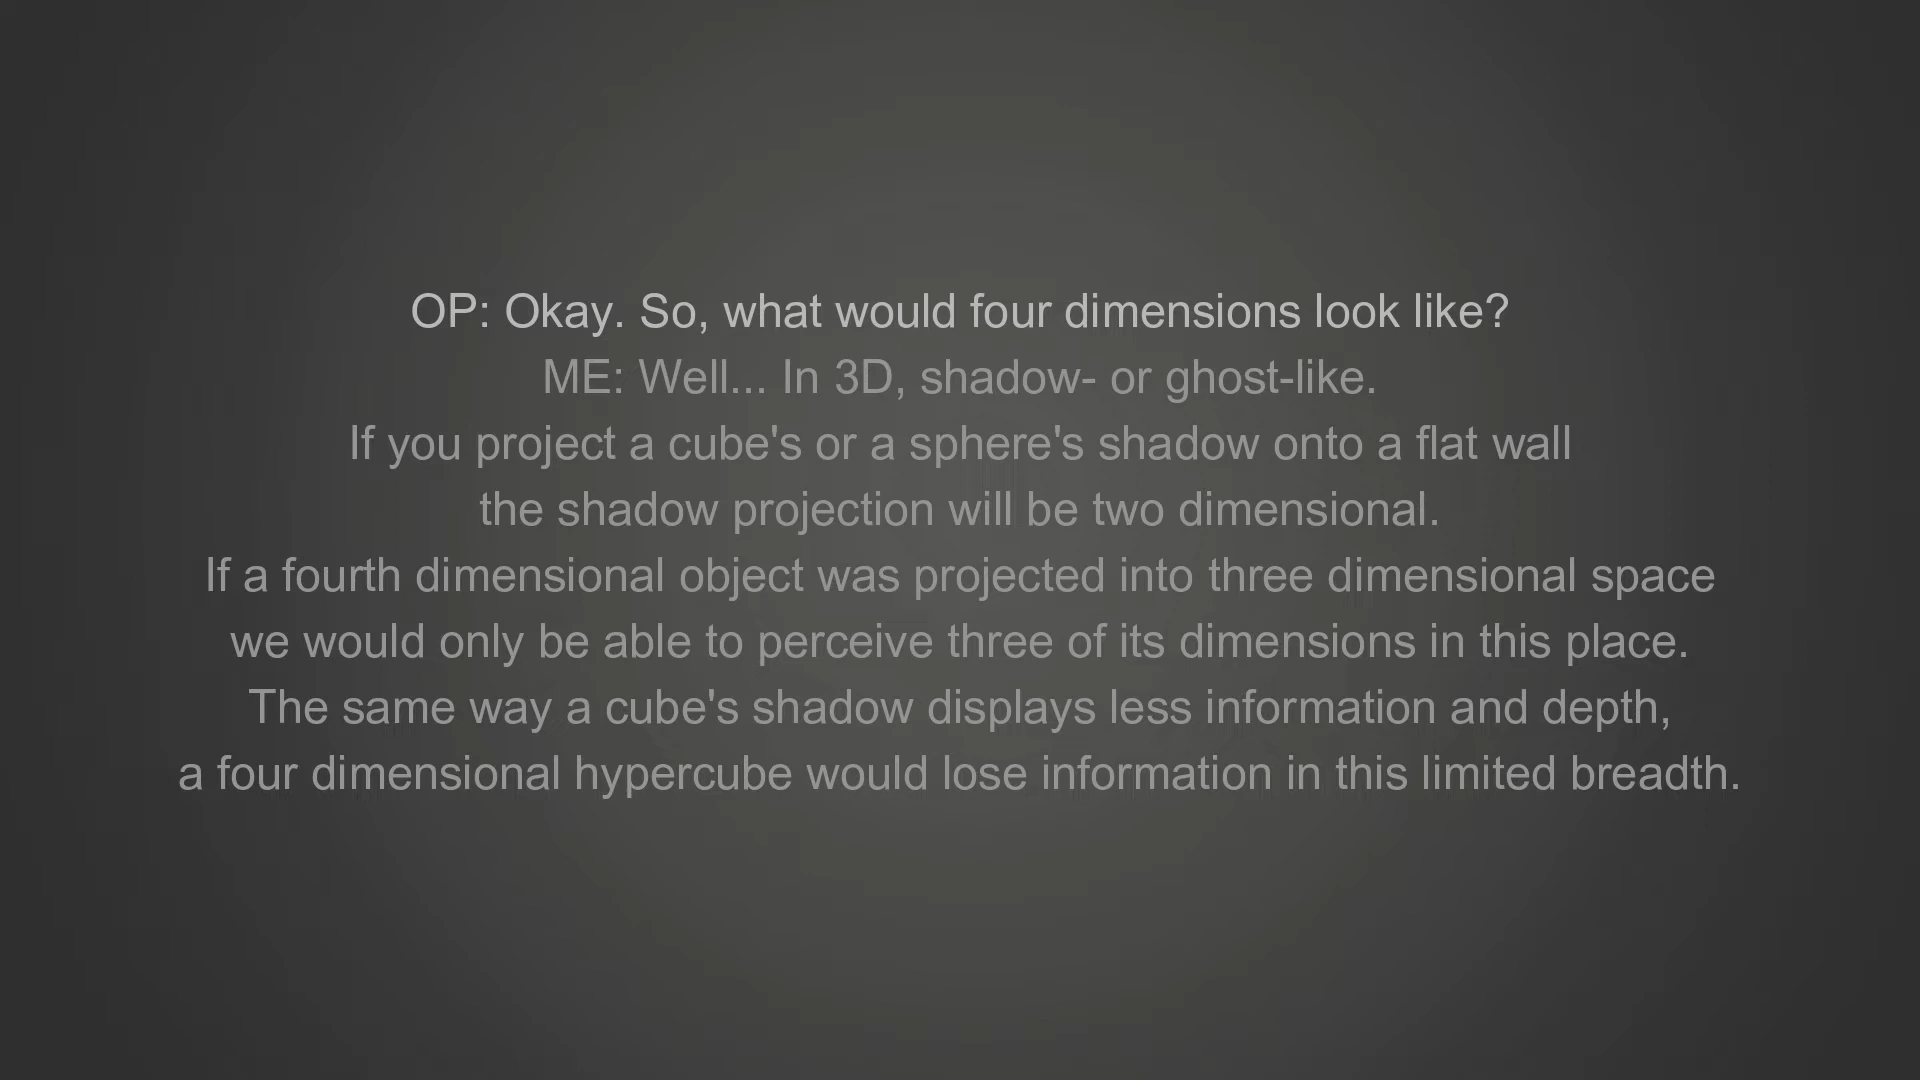 OP: Okay. So, what would four dimensions look like?
ME: Well... In 3D, shadow- or ghost-like.
If you project a cube's or a sphere's shadow onto a flat wall
the shadow projection will be two dimensional.
If a fourth dimensional object was projected into three dimensional space
we would only be able to perceive three of its dimensions in this place.
The same way a cube's shadow displays less information and depth,
a four dimensional hypercube would lose information in this limited breadth.